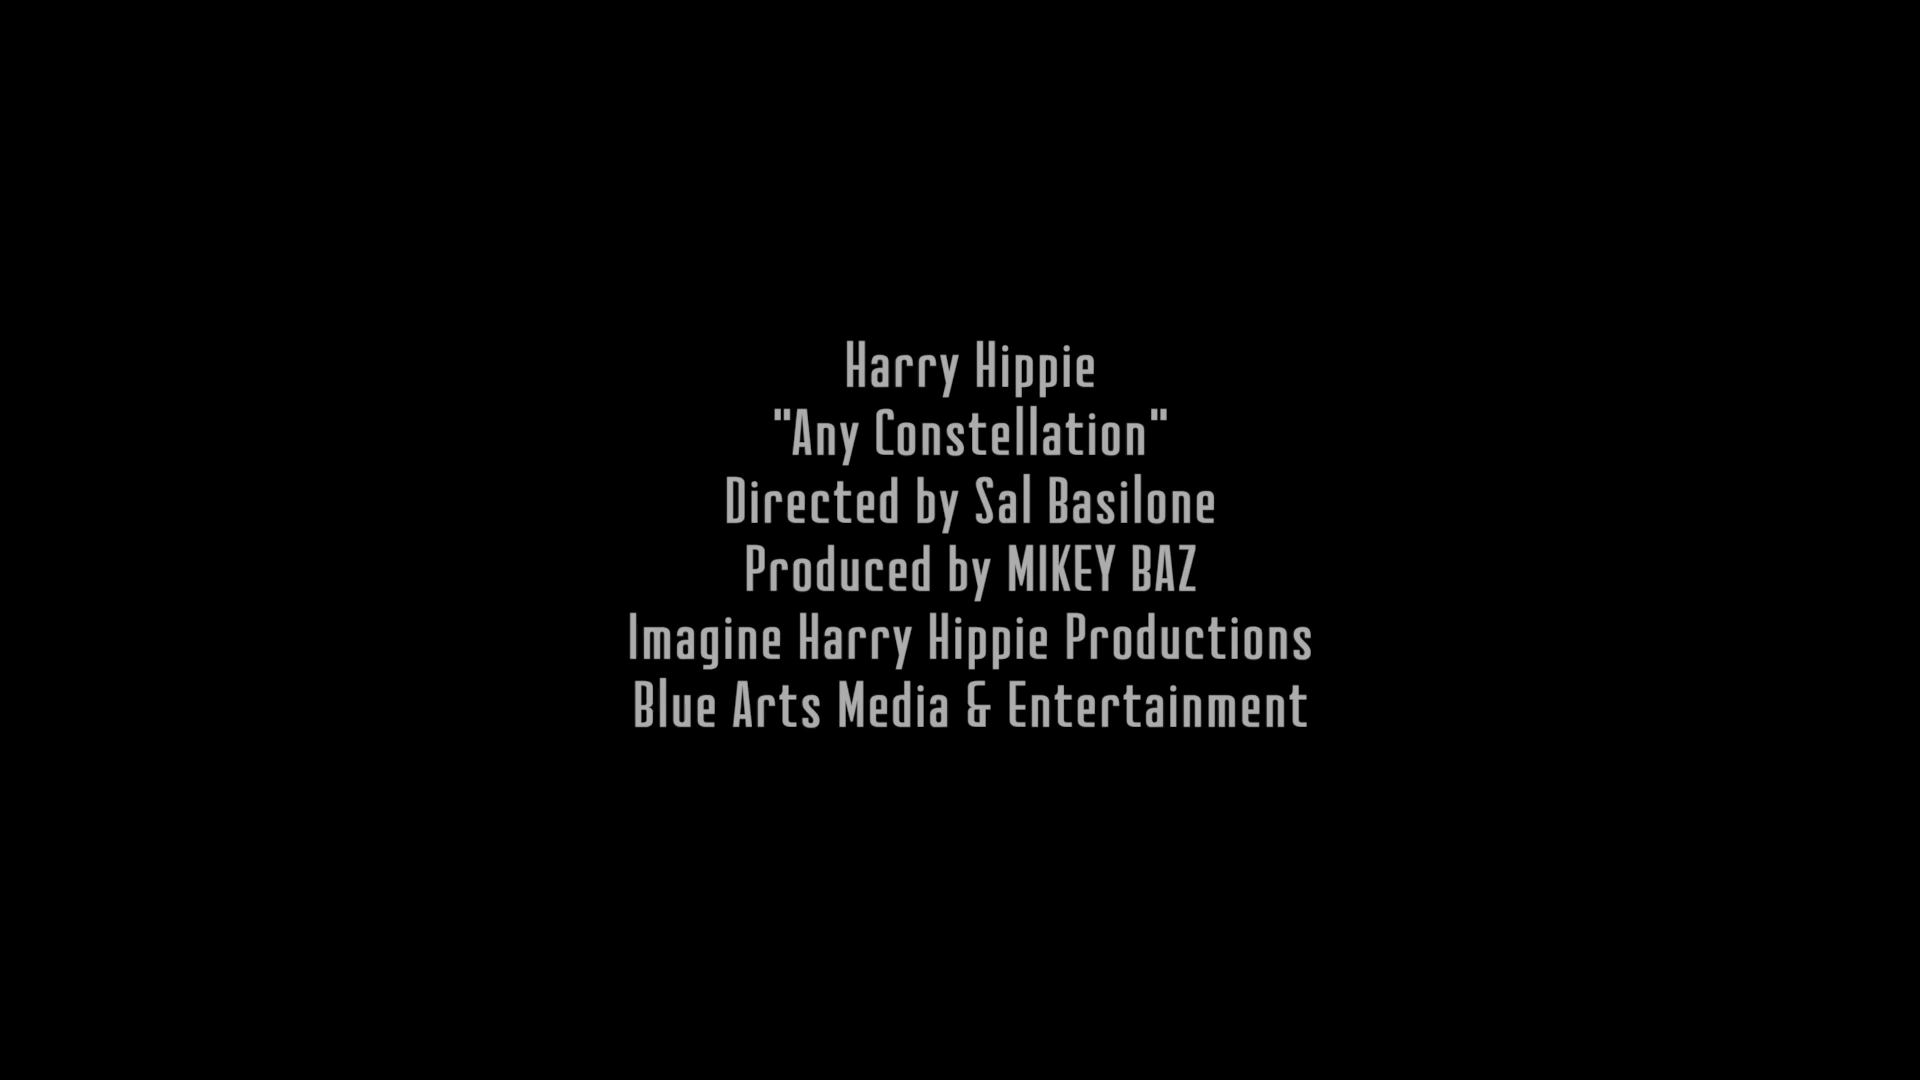 Harry Hippie
"Any Constellation"
Directed by Sal Basilone
Produced by MIKEY BAZ
Imagine Harry Hippie Productions
Blue Arts Media & Entertainment